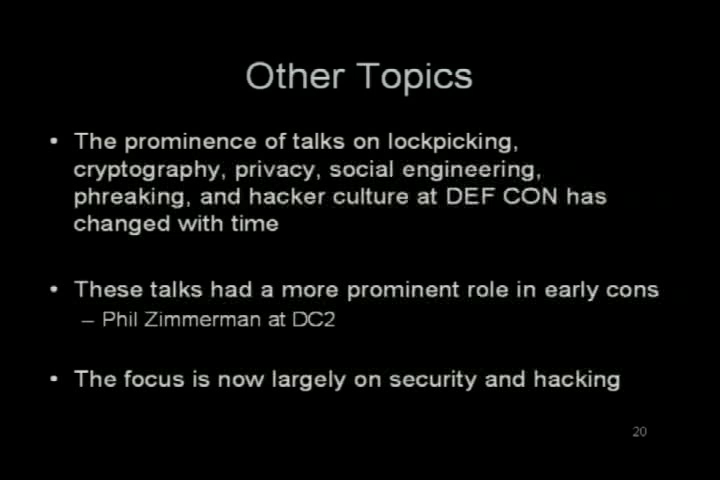 Other Topics
• The prominence of talks on lockpicking,
cryptography, privacy, social engineering,
phreaking, and hacker culture at DEF CON has
changed with time
• These talks had a more prominent role in early cons
– Phil Zimmerman at DC2
• The focus is now largely on security and hacking
20